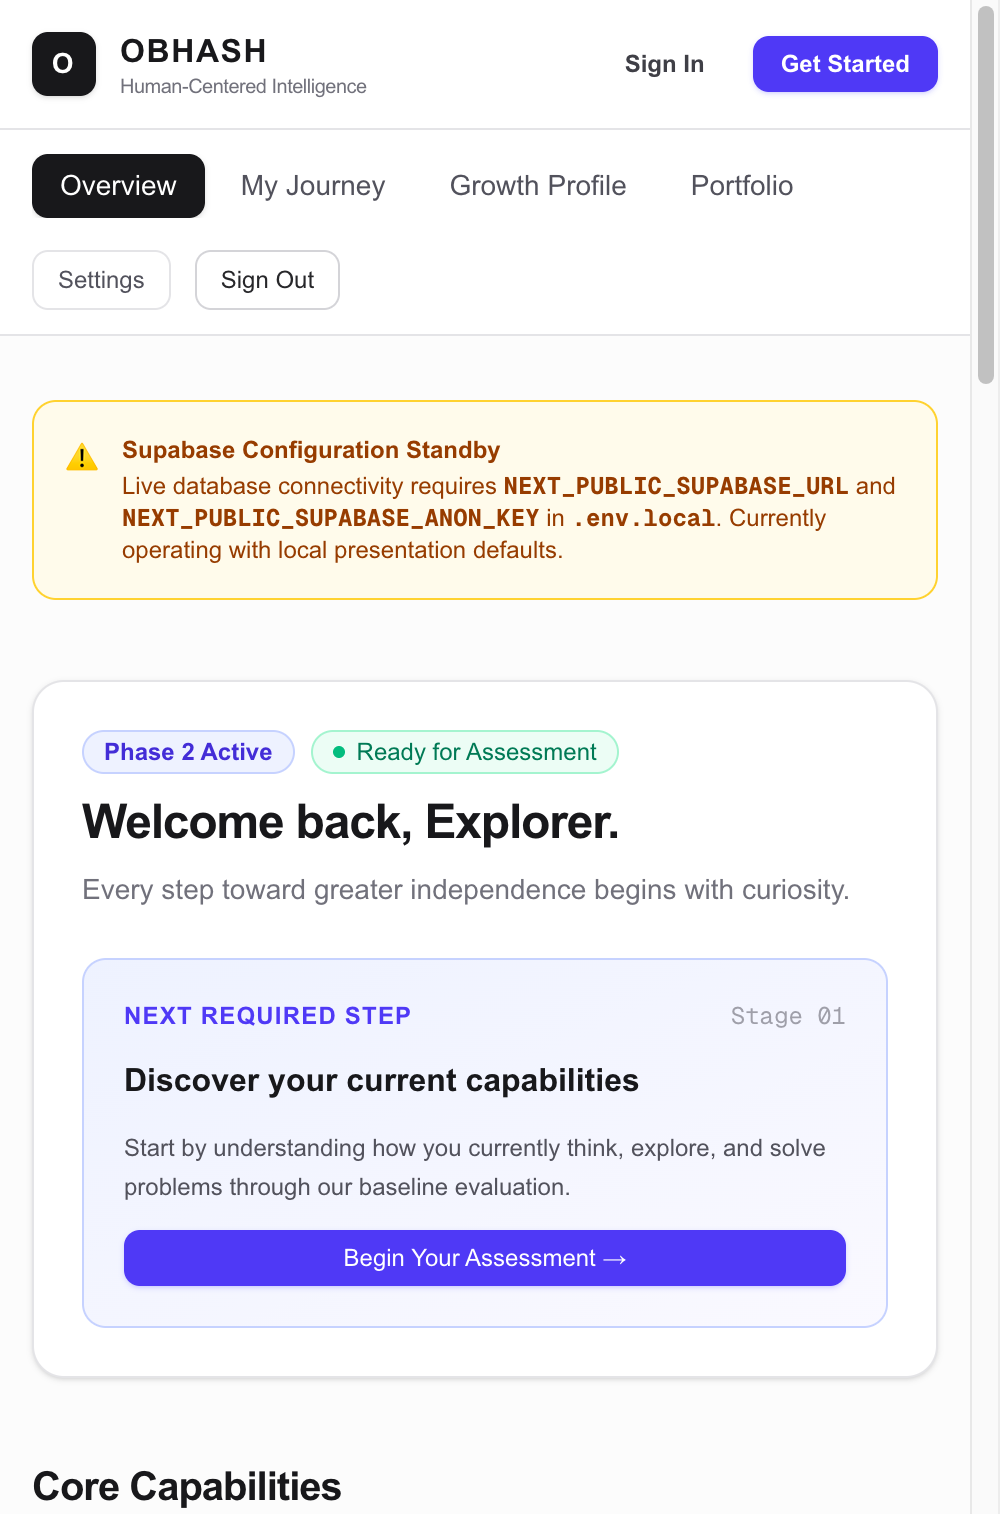 O
OBHASH
Human-Centered Intelligence
Sign In
Get Started
Overview
My Journey
Growth Profile
Portfolio
Settings
Sign Out
Supabase Configuration Standby
Live database connectivity requires NEXT_PUBLIC_SUPABASE_URL and
NEXT_PUBLIC_SUPABASE_ANON_KEY in .env.local. Currently
operating with local presentation defaults.
Phase 2 Active
Ready for Assessment
Welcome back, Explorer.
Every step toward greater independence begins with curiosity.
NEXT REQUIRED STEP
Stage 01
Discover your current capabilities
Start by understanding how you currently think, explore, and solve
problems through our baseline evaluation.
Begin Your Assessment →
Core Capabilities